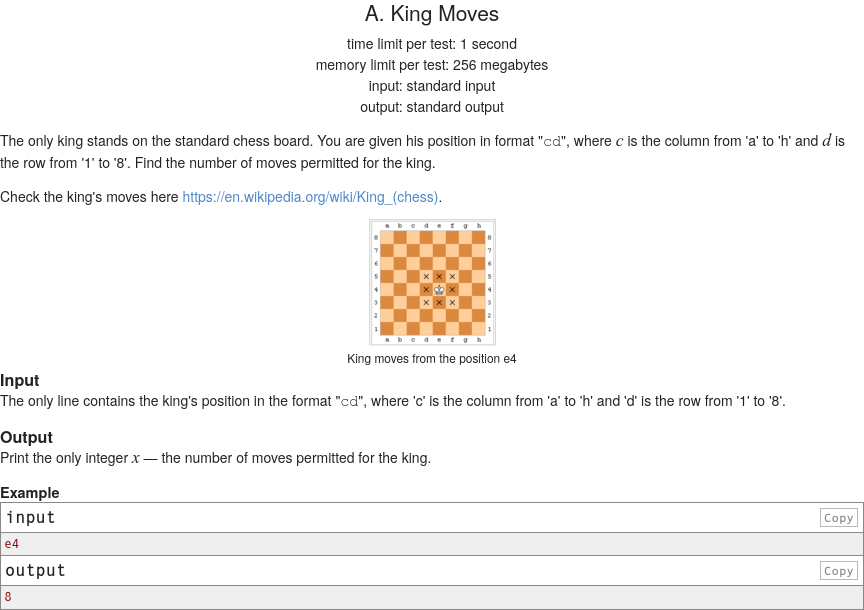 A. King Moves
time limit per test: 1 second
memory limit per test: 256 megabytes
input: standard input
output: standard output
The only king stands on the standard chess board. You are given his position in format "cd", where c is the column from 'a' to 'h' and d is
the row from '1' to '8'. Find the number of moves permitted for the king.
Check the king's moves here https://en.wikipedia.org/wiki/King_(chess).
a b c d e f g h
8 8
7 7
6 6
5 5
4 4
3 3
2 2
1 1
a b c d e f g h
King moves from the position e4
Input
The only line contains the king's position in the format "cd", where 'c' is the column from 'a' to 'h' and 'd' is the row from '1' to '8'.
Output
Print the only integer x — the number of moves permitted for the king.
Example
input Copy
e4
output Copy
8